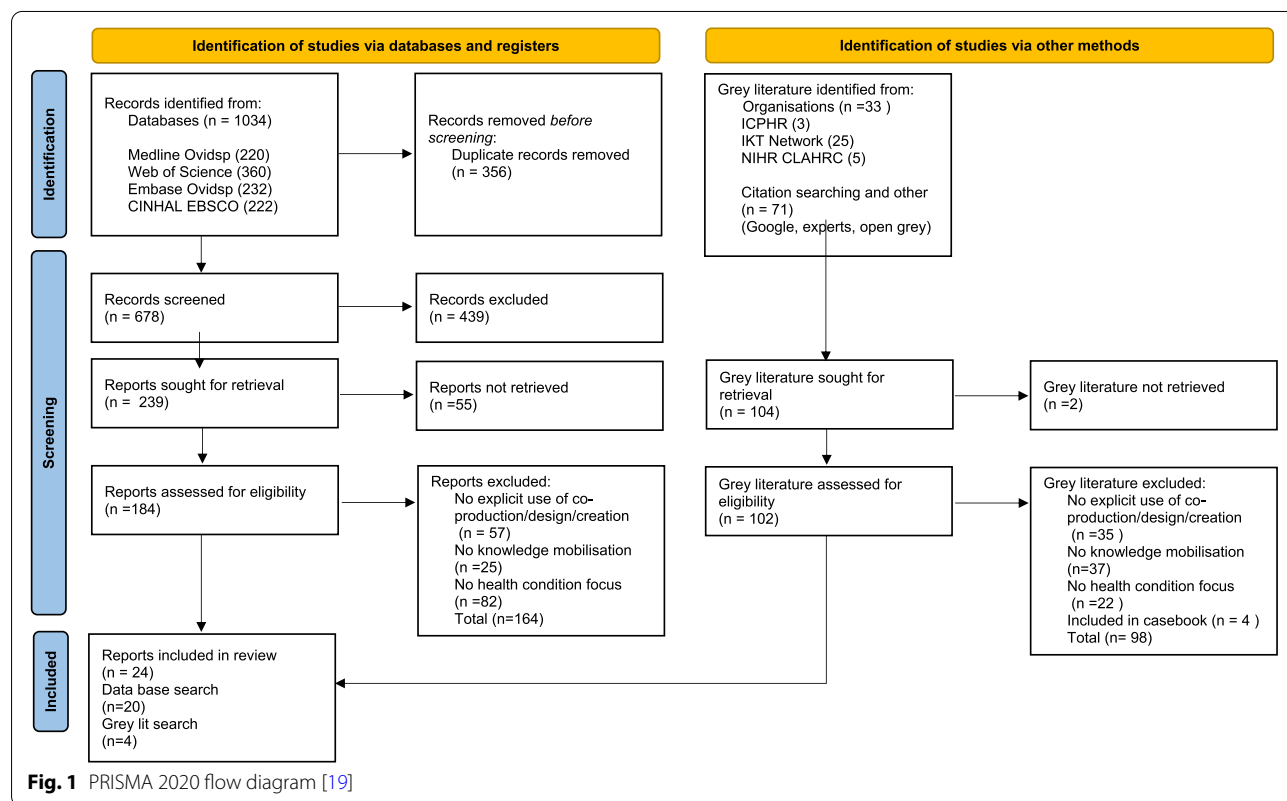 Identification of studies via databases and registers
Identification of studies via other methods
Identification
Records identified from:
Databases (n = 1034)
Medline Ovidsp (220)
Web of Science (360)
Embase Ovidsp (232)
CINHAL EBSCO (222)
Records removed before
screening:
Duplicate records removed
(n = 356)
Grey literature identified from:
Organisations (n =33 )
ICPHR (3)
IKT Network (25)
NIHR CLAHRC (5)
Citation searching and other
(n = 71)
(Google, experts, open grey)
Screening
Records screened
(n = 678)
Records excluded
(n = 439)
Reports sought for retrieval
(n = 239)
Reports not retrieved
(n =55)
Grey literature sought for
retrieval
(n = 104)
Grey literature not retrieved
(n =2)
Reports assessed for eligibility
(n =184)
Reports excluded:
No explicit use of co-
production/design/creation
(n = 57)
No knowledge mobilisation
(n =25)
No health condition focus
(n =82)
Total (n=164)
Grey literature assessed for
eligibility
(n = 102)
Grey literature excluded:
No explicit use of co-
production/design/creation
(n =35 )
No knowledge mobilisation
(n=37)
No health condition focus
(n =22 )
Included in casebook (n = 4 )
Total (n= 98)
Included
Reports included in review
(n = 24)
Data base search
(n=20)
Grey lit search
(n=4)
Fig. 1 PRISMA 2020 flow diagram [19]